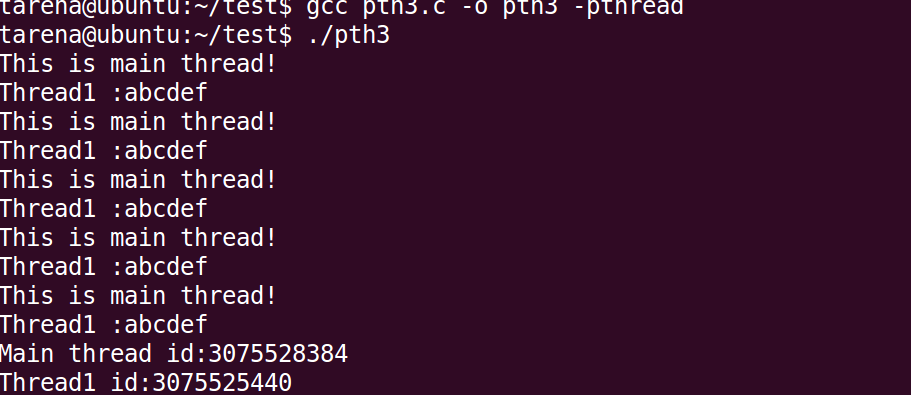 tarena@ubuntu:~/test$ gcc pth3.c -o pth3 -pthread
tarena@ubuntu:~/test$ ./pth3
This is main thread!
Thread1 :abcdef
This is main thread!
Thread1 :abcdef
This is main thread!
Thread1 :abcdef
This is main thread!
Thread1 :abcdef
This is main thread!
Thread1 :abcdef
Main thread id:3075528384
Thread1 id:3075525440